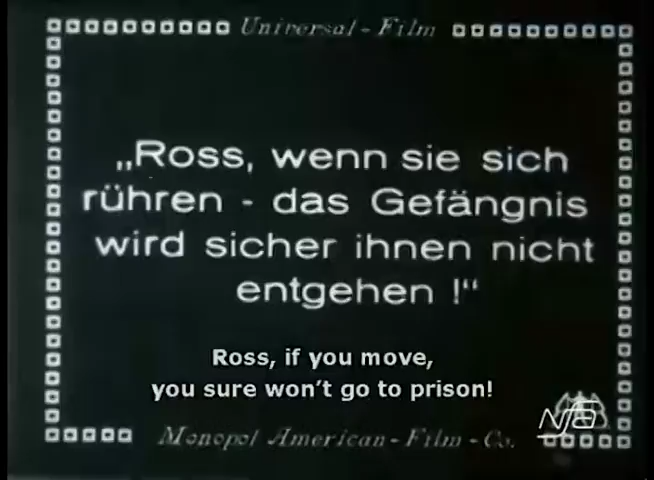 Universal-Film
„Ross, wenn sie sich
rühren - das Gefängnis
wird sicher ihnen nicht
entgehen !“
Ross, if you move,
you sure won't go to prison!
nfa
Monopol American-Film-Co.